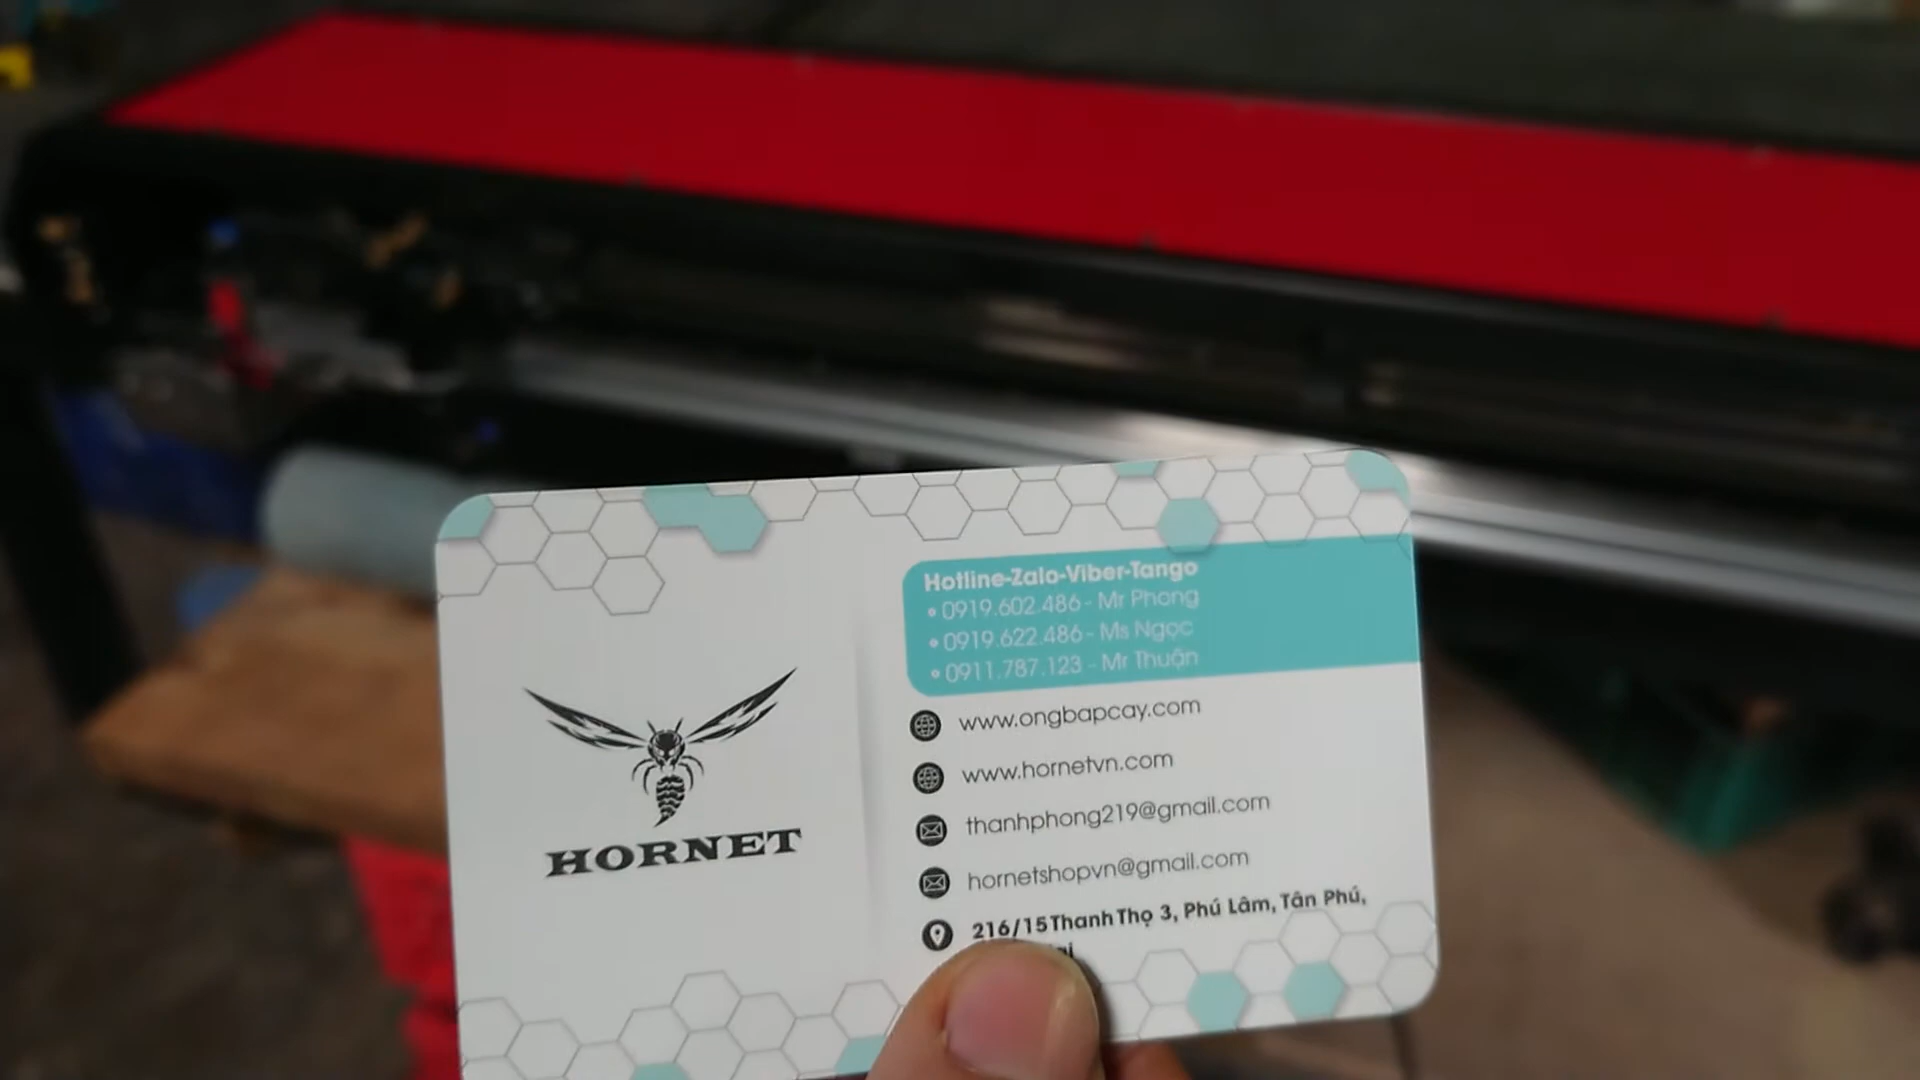 HORNET
Hotline-Zalo-Viber-Tango
• 0919.602.486 - Mr Phong
• 0919.622.486 - Ms Ngọc
• 0911.787.123 - Mr Thuận
www.ongbapcay.com
www.hornetvn.com
thanhphong219@gmail.com
hornetshopvn@gmail.com
216/15 Thanh Thọ 3, Phú Lâm, Tân Phú,